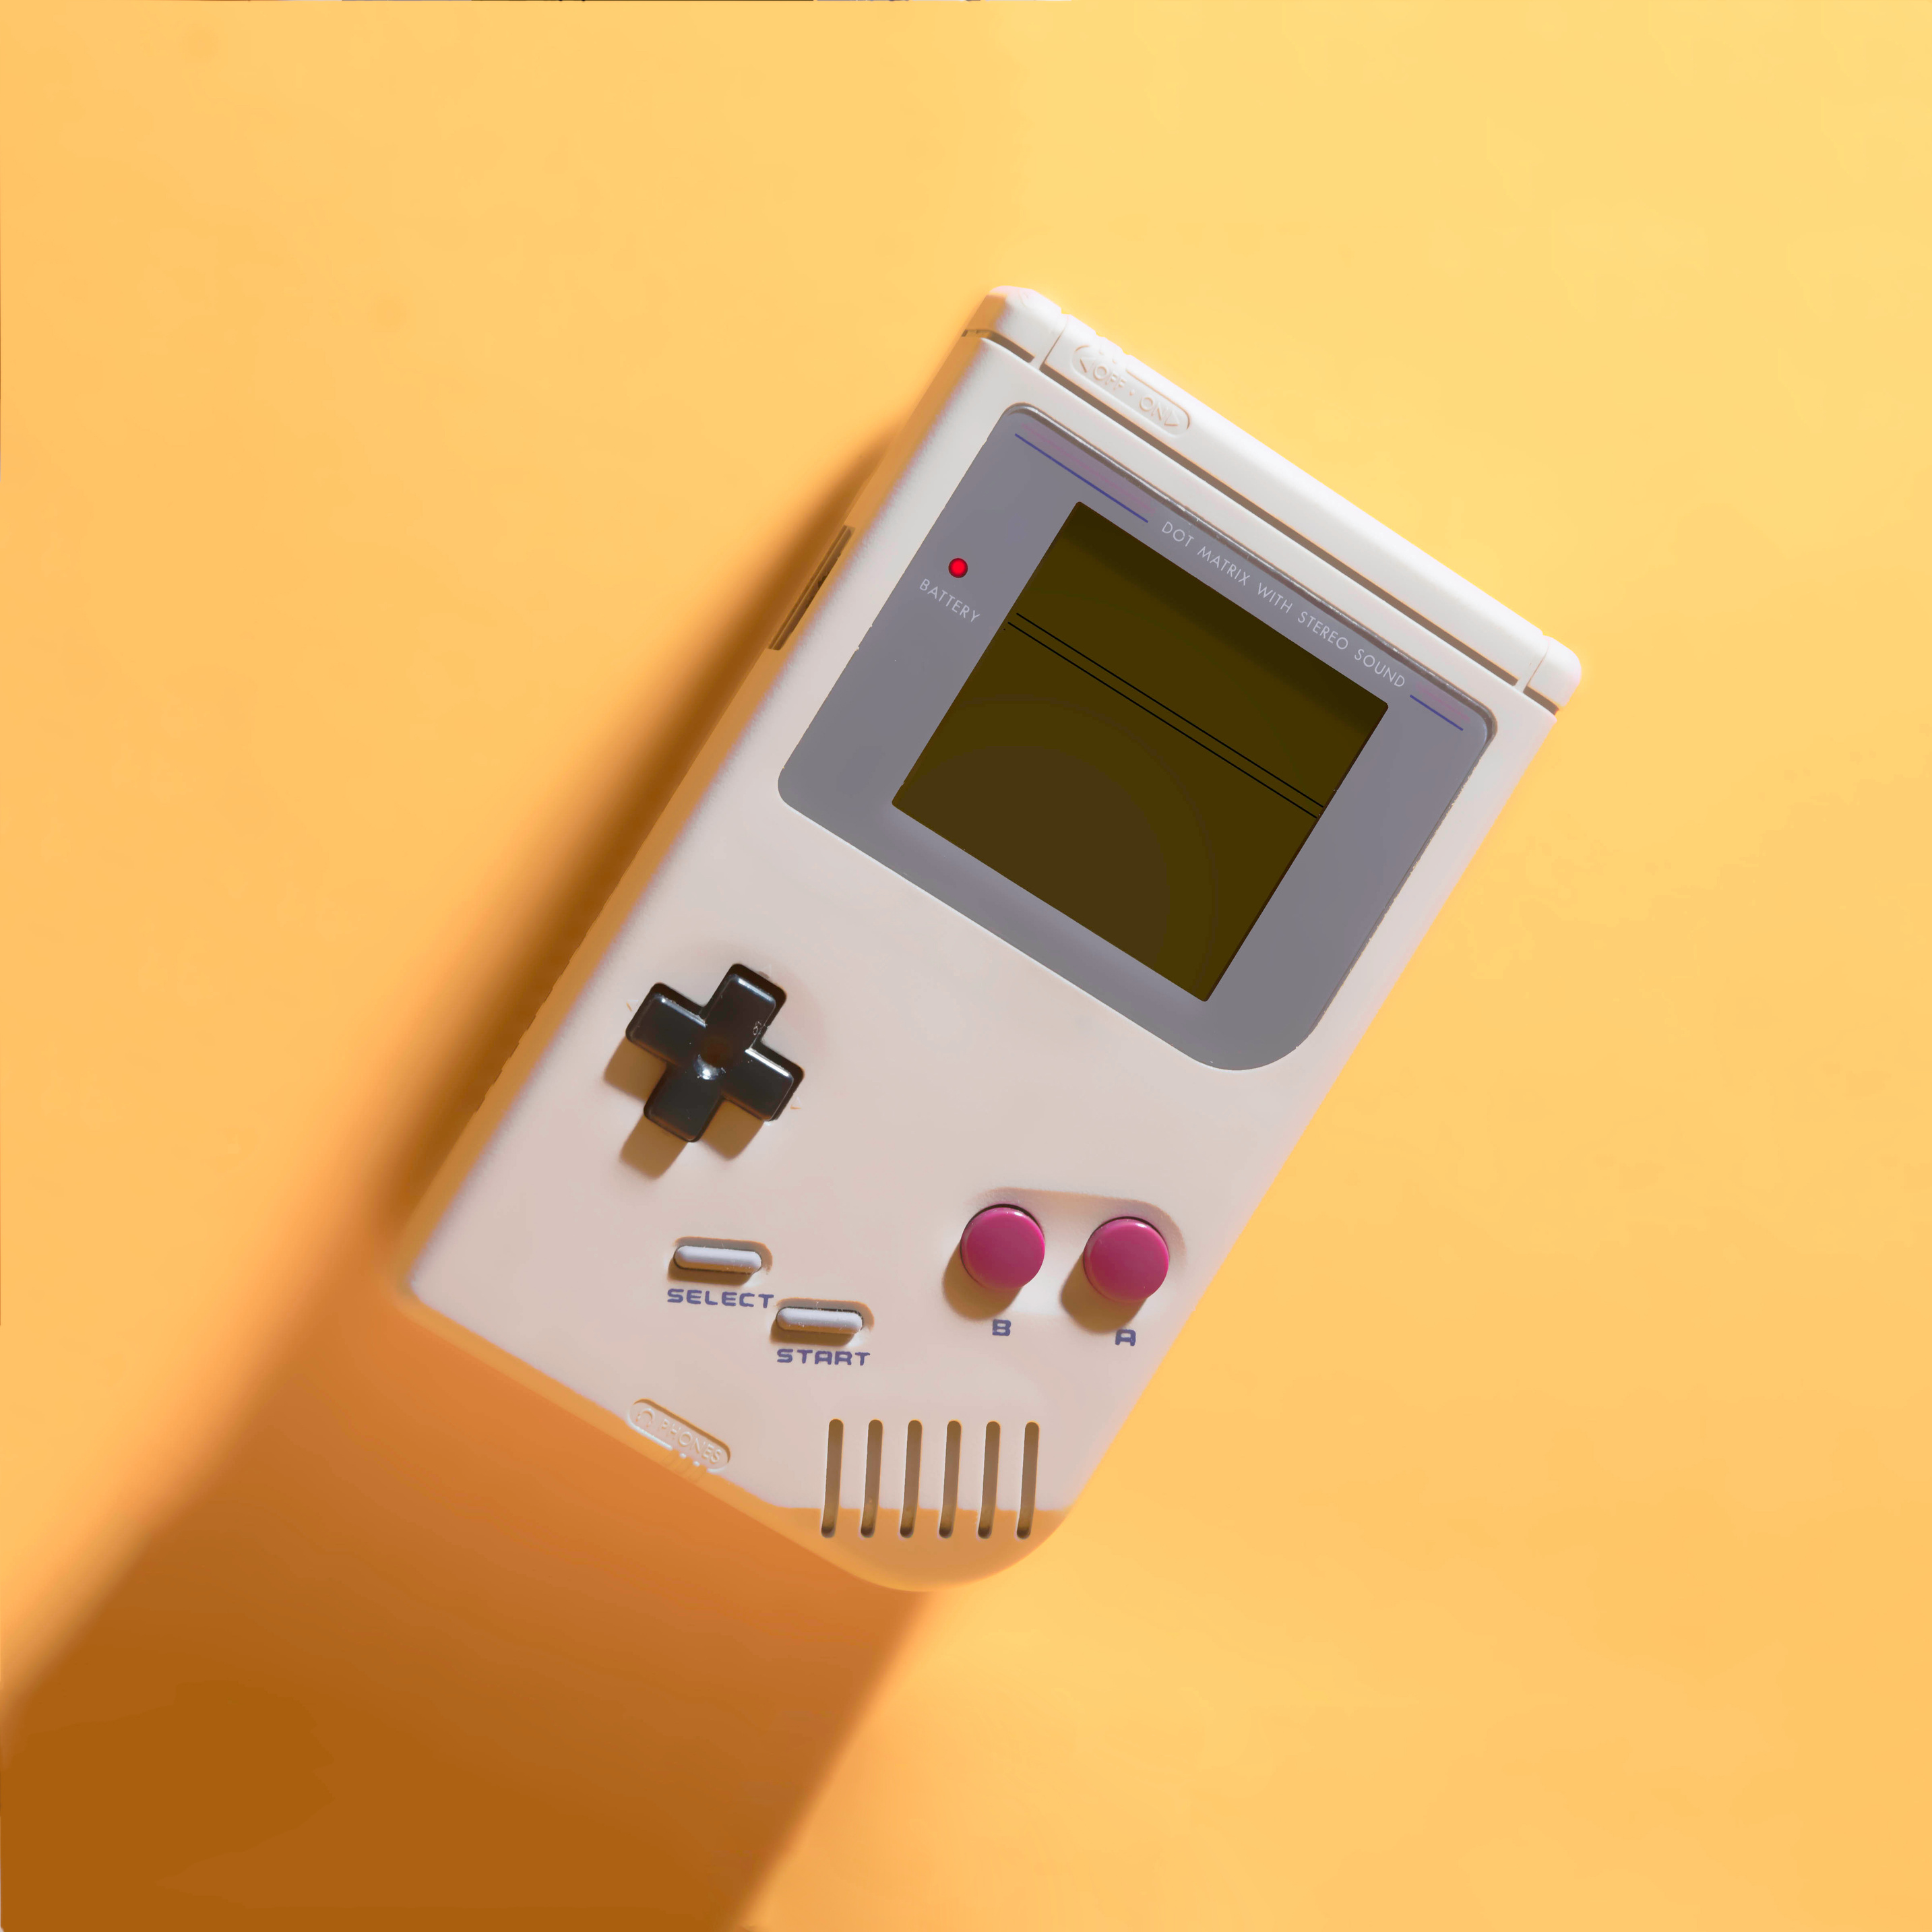 OFF • ON
DOT MATRIX WITH STEREO SOUND
BATTERY
SELECT
START
B
A
PHONES